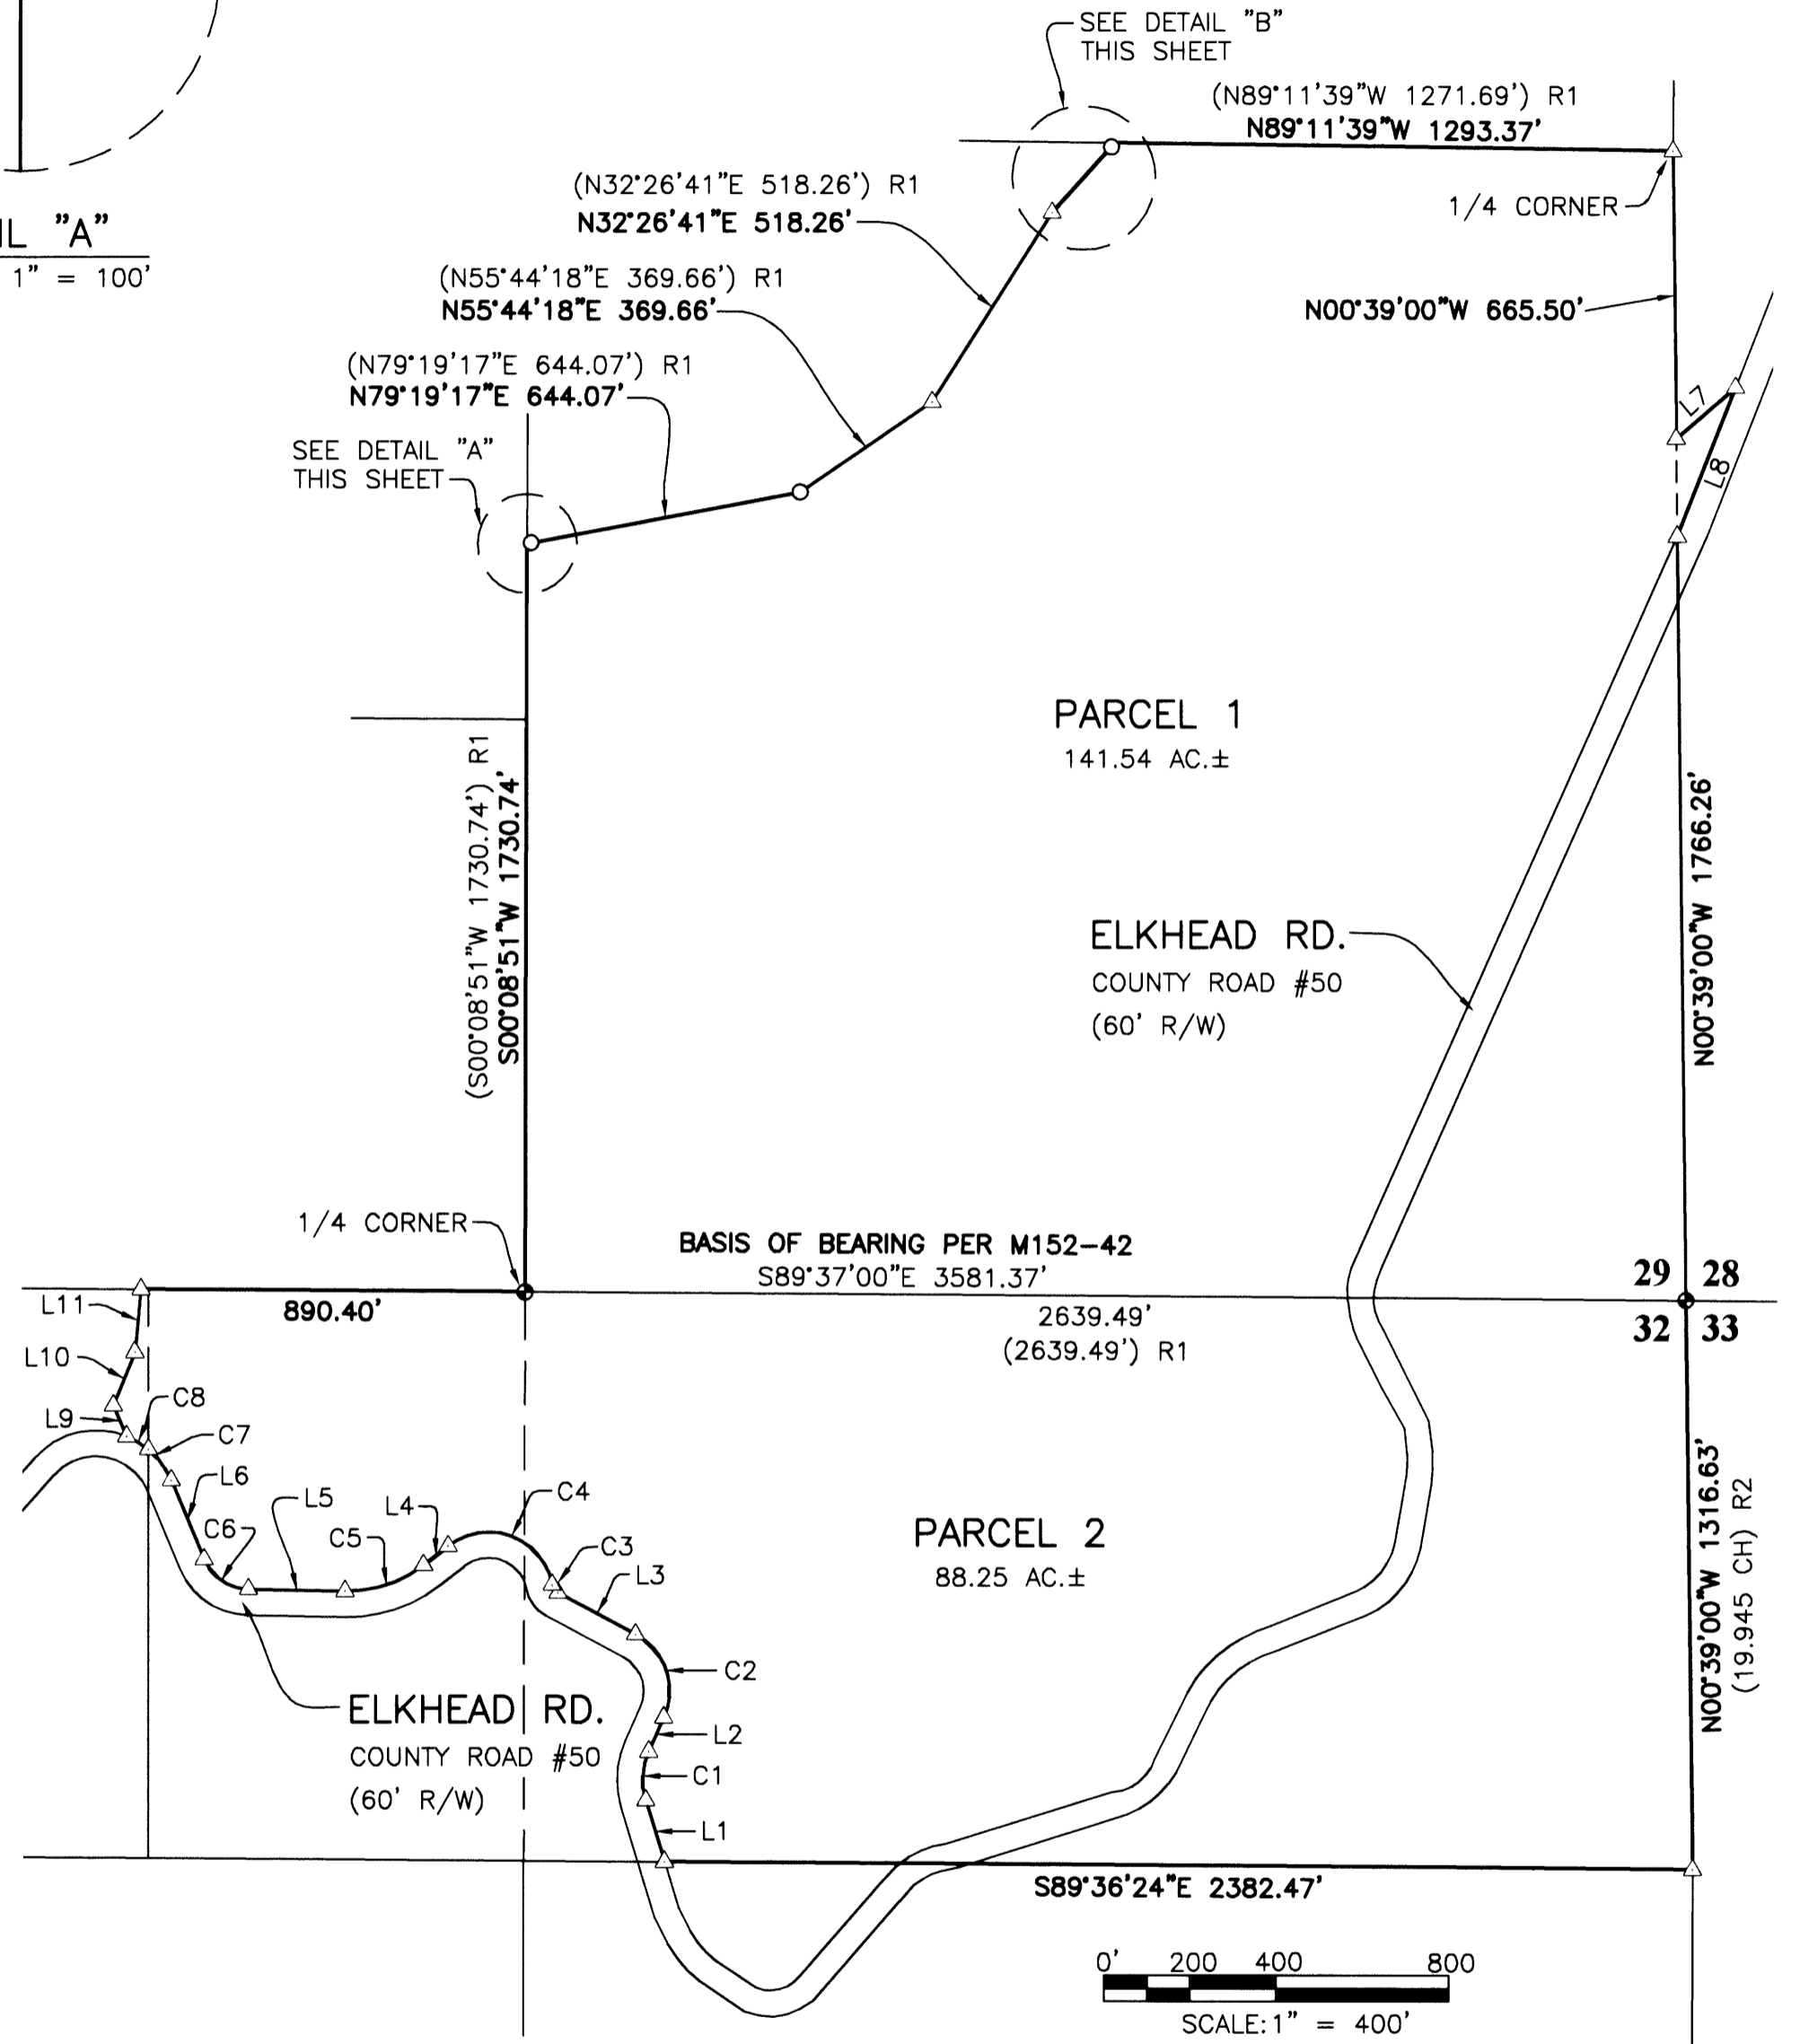 SEE DETAIL "B"
THIS SHEET
(N89°11'39"W 1271.69') R1
N89°11'39"W 1293.37'
1/4 CORNER
(N32°26'41"E 518.26') R1
N32°26'41"E 518.26'
"A"
1" = 100'
(N55°44'18"E 369.66') R1
N55°44'18"E 369.66'
N00°39'00"W 665.50'
(N79°19'17"E 644.07') R1
N79°19'17"E 644.07'
L7
L8
SEE DETAIL "A"
THIS SHEET
PARCEL 1
141.54 AC.±
(S00°08'51"W 1730.74') R1
S00°08'51"W 1730.74'
N00°39'00"W 1766.26'
ELKHEAD RD.
COUNTY ROAD #50
(60' R/W)
1/4 CORNER
BASIS OF BEARING PER M152-42
S89°37'00"E 3581.37'
29 28
32 33
890.40'
2639.49'
(2639.49') R1
L11
L10
L9
C8
C7
L6
C6
L5
C5
L4
C4
C3
L3
PARCEL 2
88.25 AC.±
N00°39'00"W 1316.63'
(19.945 CH) R2
C2
L2
C1
L1
ELKHEAD RD.
COUNTY ROAD #50
(60' R/W)
S89°36'24"E 2382.47'
0' 200 400 800
SCALE: 1" = 400'